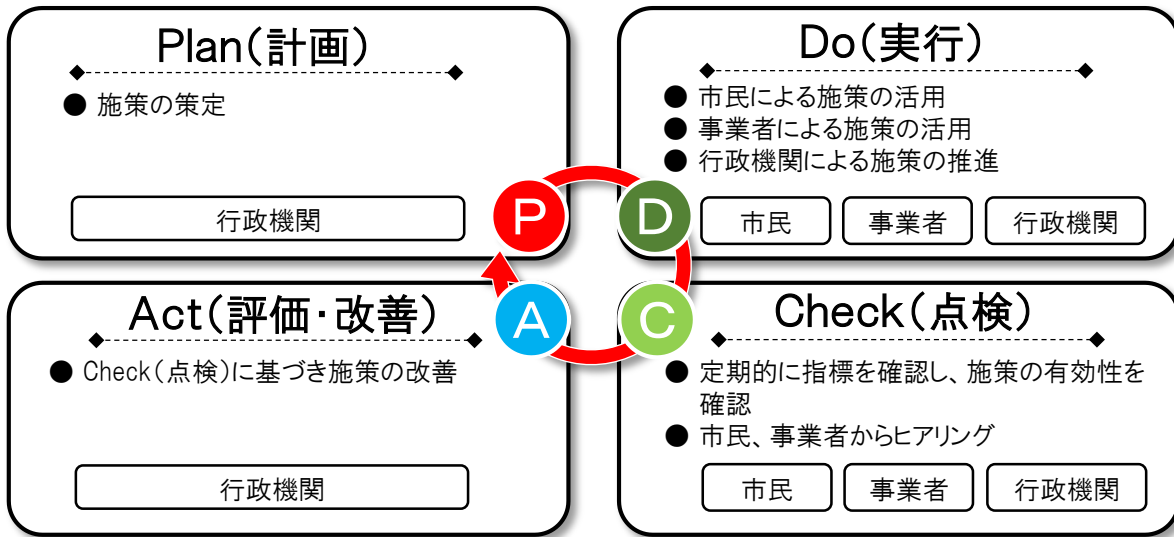 Plan(計画)
● 施策の策定
行政機関
Do(実行)
● 市民による施策の活用
● 事業者による施策の活用
● 行政機関による施策の推進
市民
事業者
行政機関
P
D
A
C
Act(評価・改善)
● Check(点検)に基づき施策の改善
行政機関
Check(点検)
● 定期的に指標を確認し、施策の有効性を
確認
● 市民、事業者からヒアリング
市民
事業者
行政機関